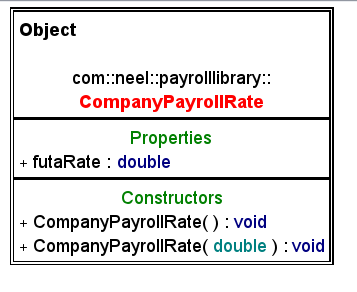 Object
com::neel::payrolllibrary::
CompanyPayrollRate
Properties
+ futaRate : double
Constructors
+ CompanyPayrollRate( ) : void
+ CompanyPayrollRate( double ) : void